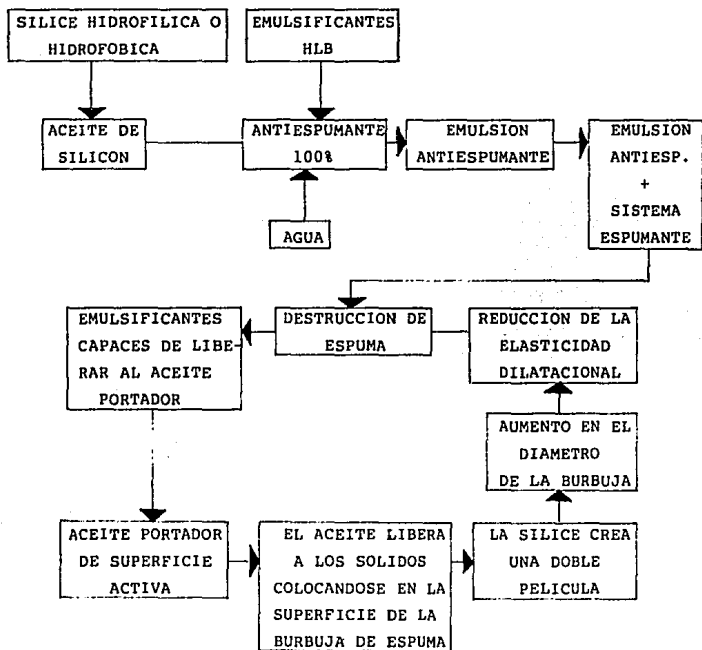 SILICE HIDROFILICA O
HIDROFOBICA
EMULSIFICANTES
HLB
ACEITE DE
SILICON
ANTIESPUMANTE
100%
EMULSION
ANTIESPUMANTE
EMULSION
ANTIESP.
+
SISTEMA
ESPUMANTE
AGUA
EMULSIFICANTES
CAPACES DE LIBE-
RAR AL ACEITE
PORTADOR
DESTRUCCION DE
ESPUMA
REDUCCION DE LA
ELASTICIDAD
DILATACIONAL
AUMENTO EN EL
DIAMETRO
DE LA BURBUJA
ACEITE PORTADOR
DE SUPERFICIE
ACTIVA
EL ACEITE LIBERA
A LOS SOLIDOS
COLOCANDOSE EN LA
SUPERFICIE DE LA
BURBUJA DE ESPUMA
LA SILICE CREA
UNA DOBLE
PELICULA